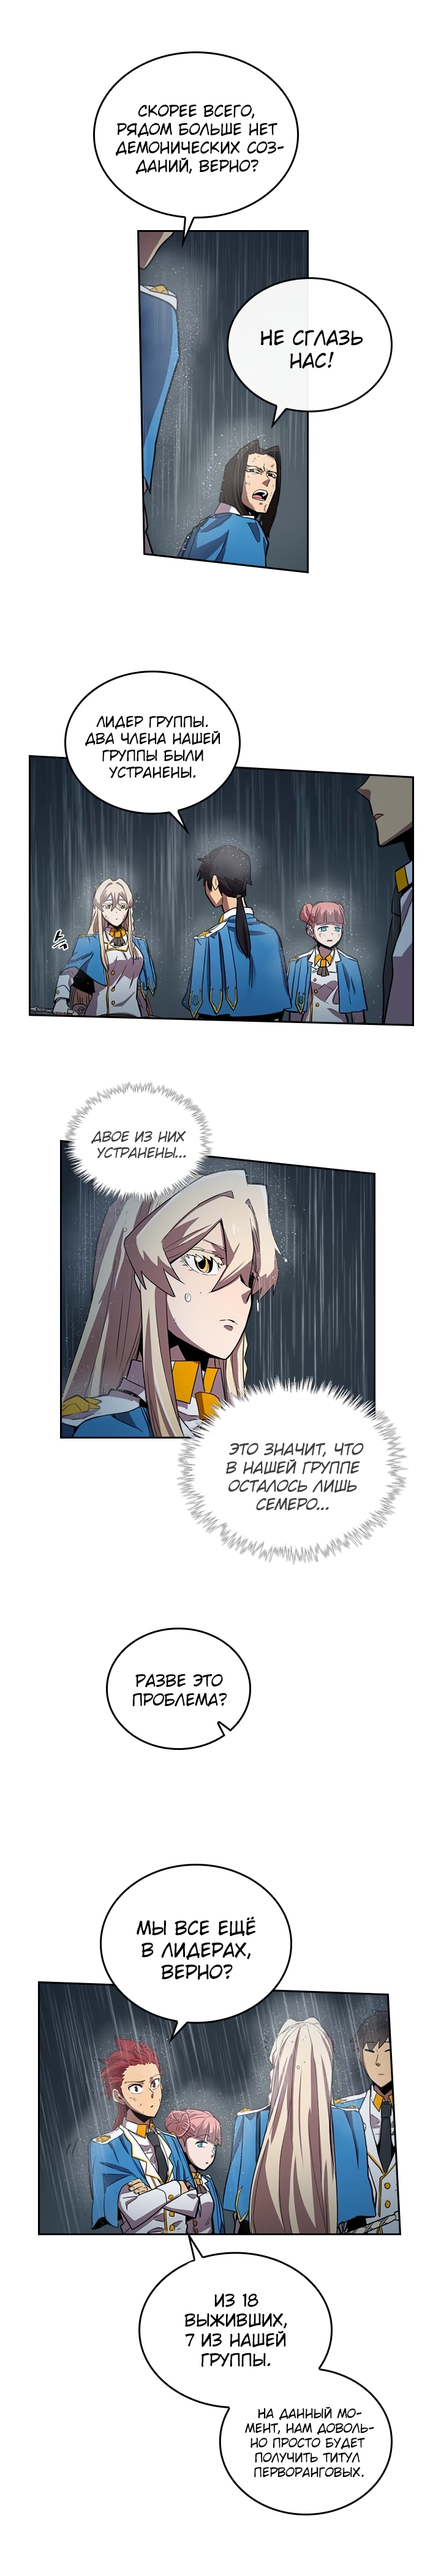 СКОРЕЕ ВСЕГО,
РЯДОМ БОЛЬШЕ НЕТ
ДЕМОНИЧЕСКИХ СОЗ-
ДАНИЙ, ВЕРНО?
НЕ СГЛАЗЬ
НАС!
ЛИДЕР ГРУППЫ.
ДВА ЧЛЕНА НАШЕЙ
ГРУППЫ БЫЛИ
УСТРАНЕНЫ.
ДВОЕ ИЗ НИХ
УСТРАНЕНЫ...
ЭТО ЗНАЧИТ, ЧТО
В НАШЕЙ ГРУППЕ
ОСТАЛОСЬ ЛИШЬ
СЕМЕРО...
РАЗВЕ ЭТО
ПРОБЛЕМА?
МЫ ВСЕ ЕЩЁ
В ЛИДЕРАХ,
ВЕРНО?
ИЗ 18
ВЫЖИВШИХ,
7 ИЗ НАШЕЙ
ГРУППЫ.
НА ДАННЫЙ МО-
МЕНТ, НАМ ДОВОЛЬ-
НО ПРОСТО БУДЕТ
ПОЛУЧИТЬ ТИТУЛ
ПЕРВОРАНГОВЫХ.